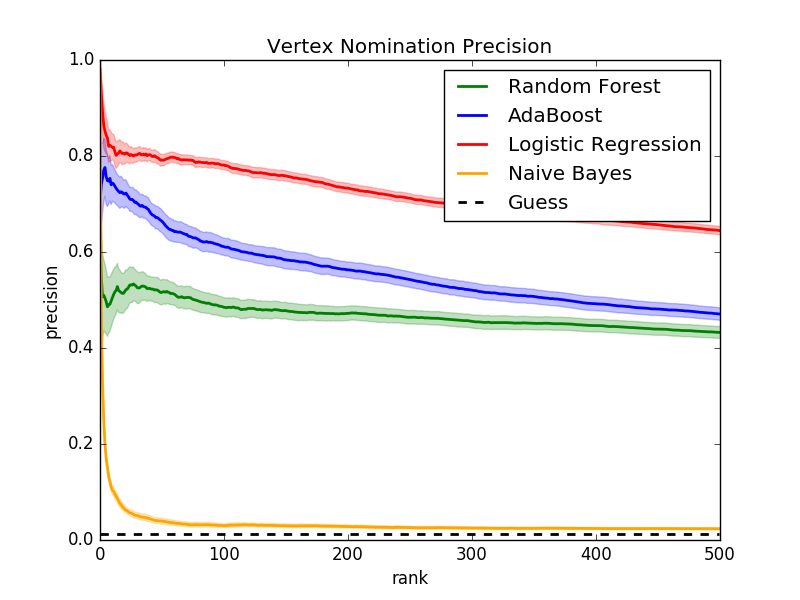 Vertex Nomination Precision
1.0
0.8
0.6
0.4
0.2
0.0
precision
Random Forest
AdaBoost
Logistic Regression
Naive Bayes
Guess
0 100 200 300 400 500
rank